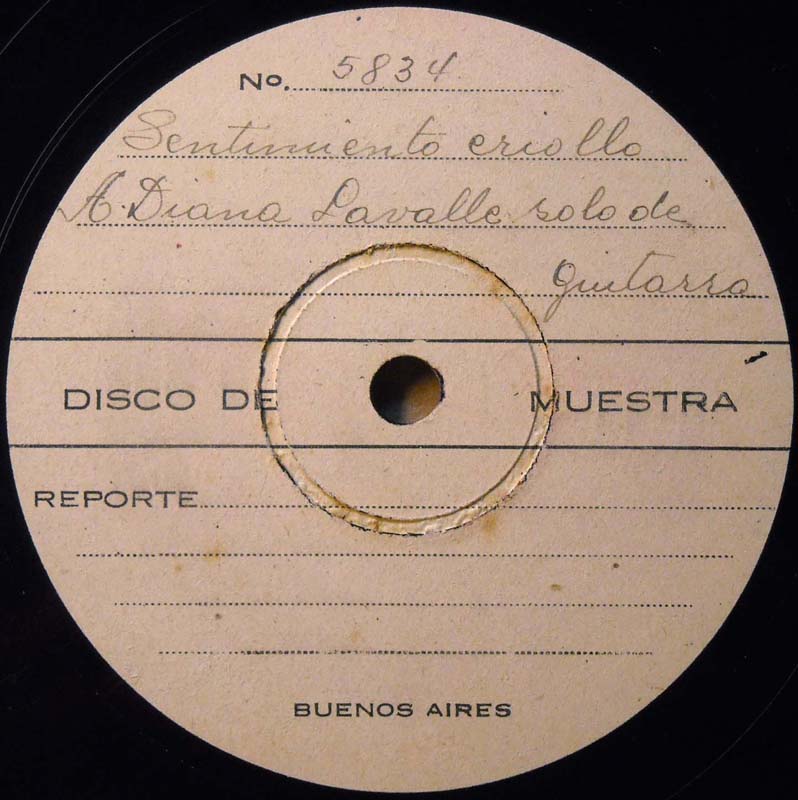 No. 5834
Sentimiento criollo
A. Diana Lavalle solo de
guitarra
DISCO DE MUESTRA
REPORTE
BUENOS AIRES